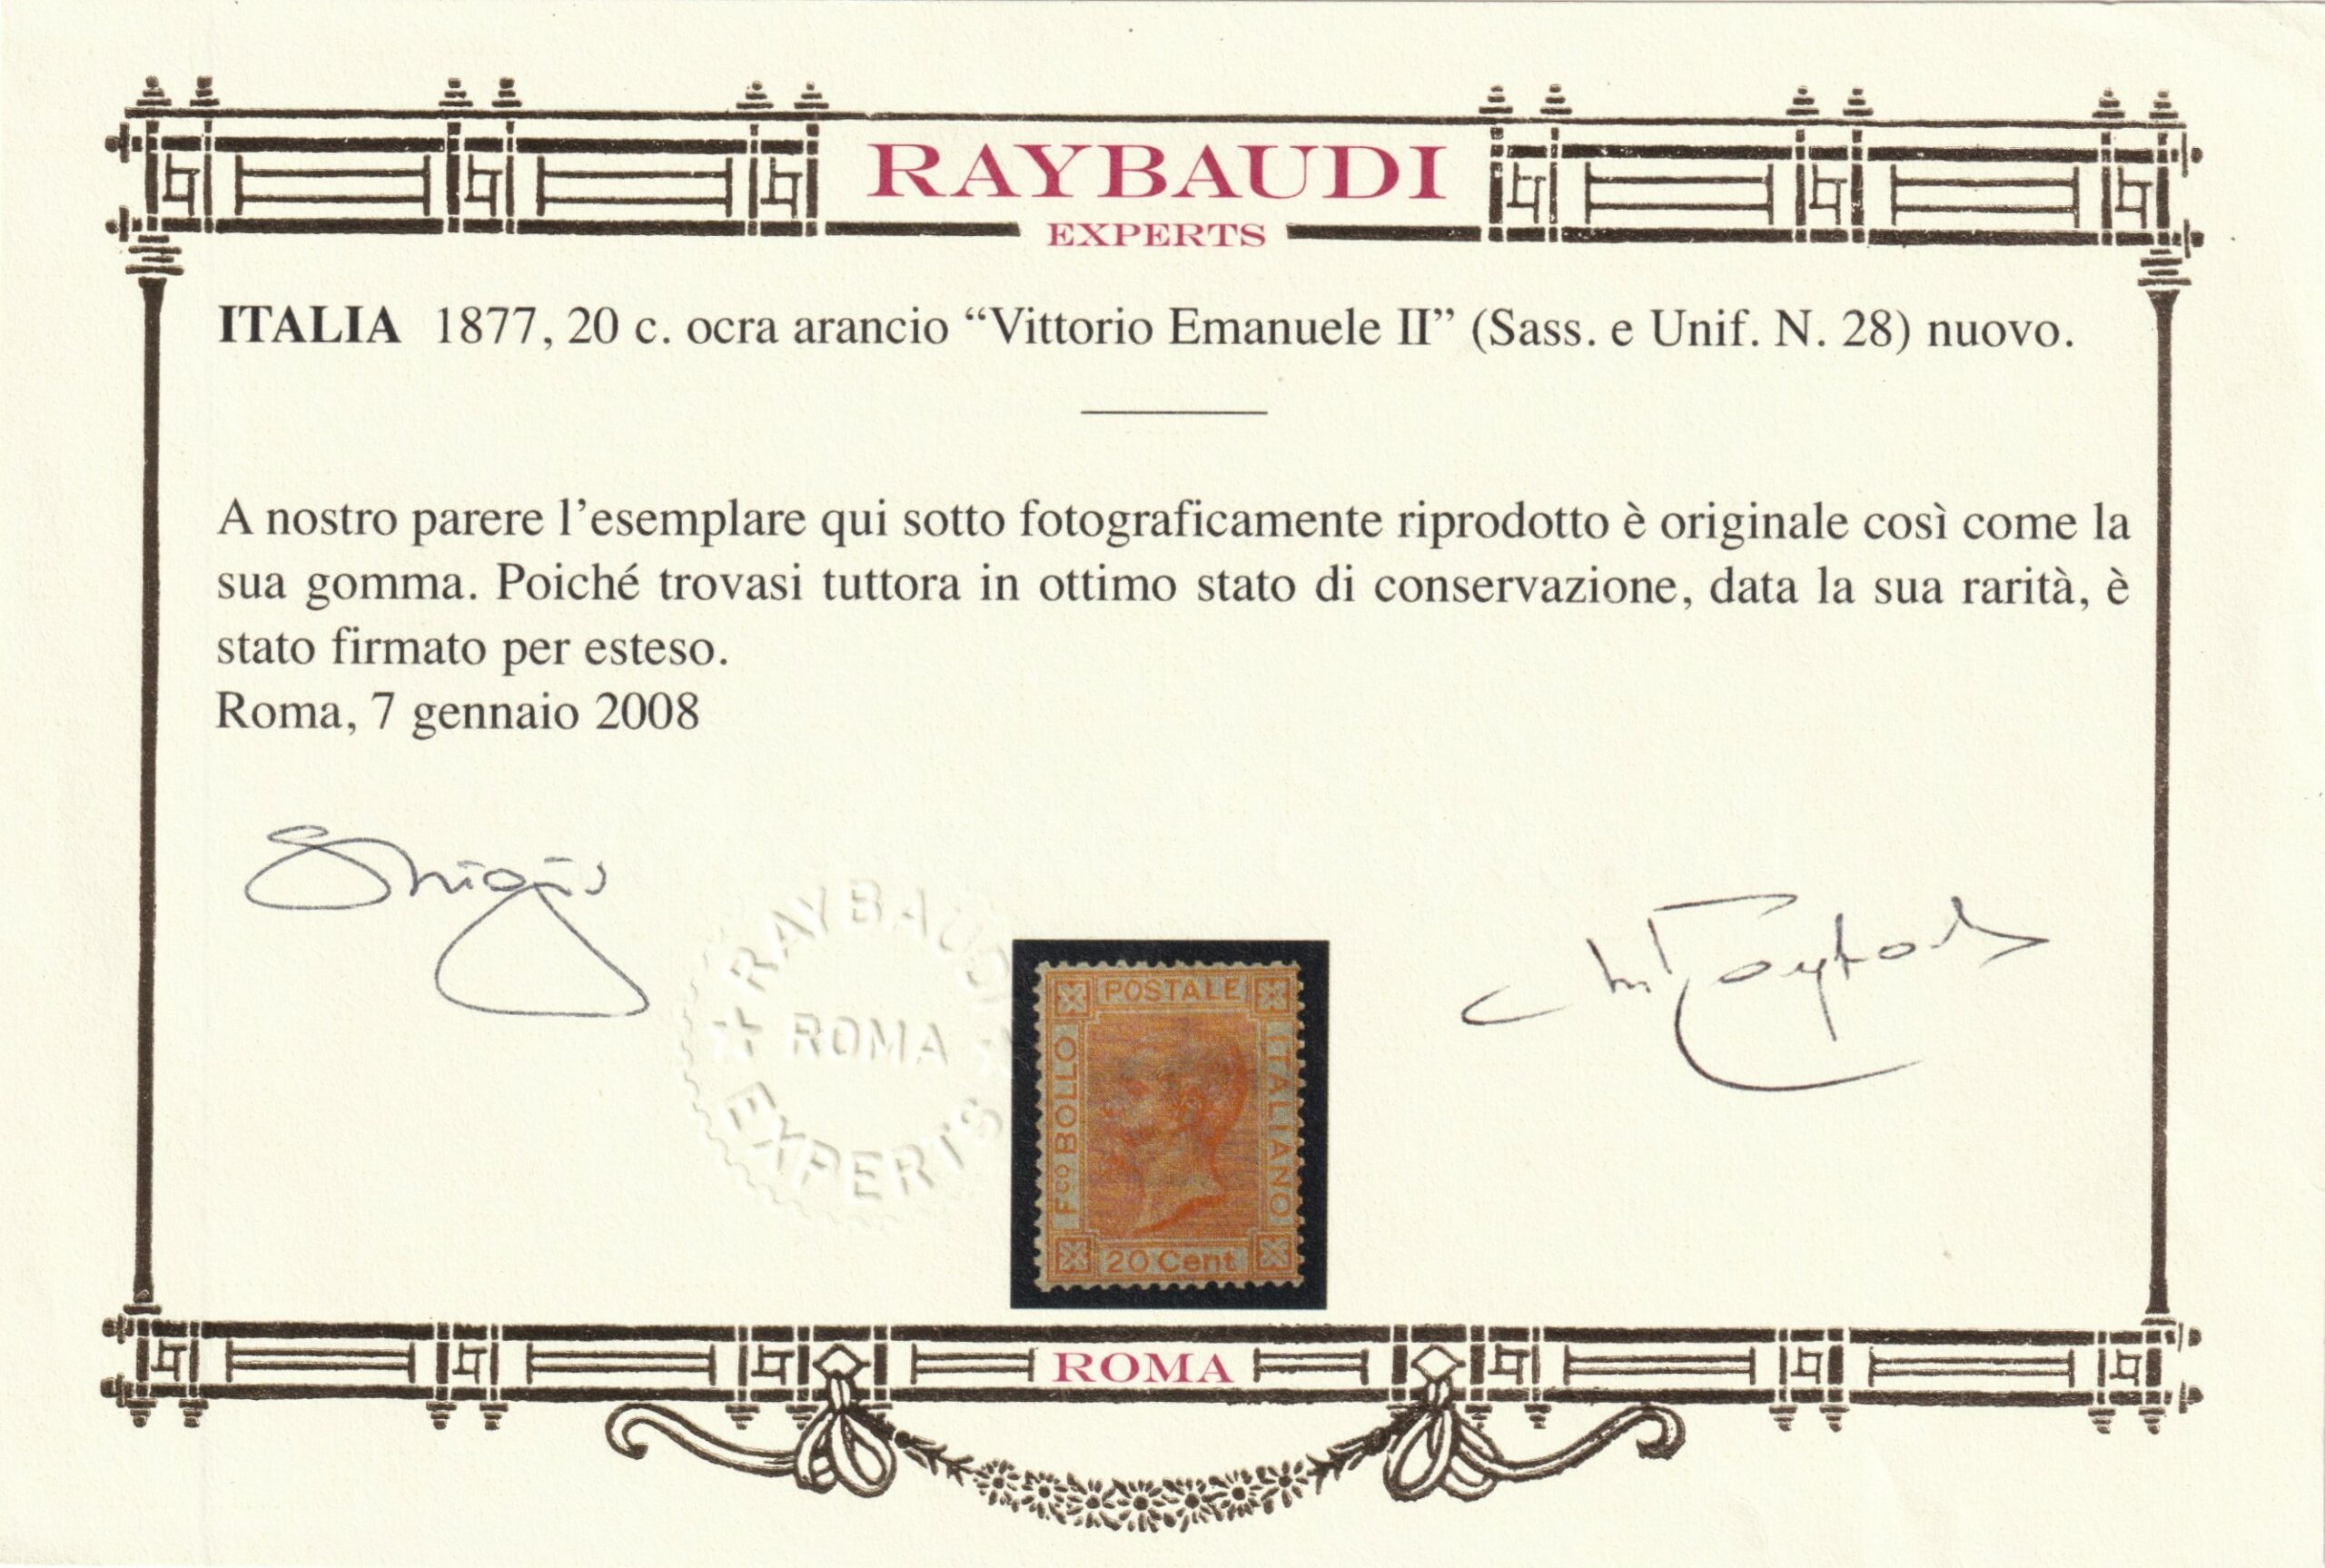 RAYBAUDI
EXPERTS
ITALIA 1877, 20 c. ocra arancio “Vittorio Emanuele II” (Sass. e Unif. N. 28) nuovo.
A nostro parere l’esemplare qui sotto fotograficamente riprodotto è originale così come la
sua gomma. Poiché trovasi tuttora in ottimo stato di conservazione, data la sua rarità, è
stato firmato per esteso.
Roma, 7 gennaio 2008
RAYBAUDI
ROMA
EXPERTS
POSTALE
Fco BOLLO
ITALIANO
20 Cent
ROMA